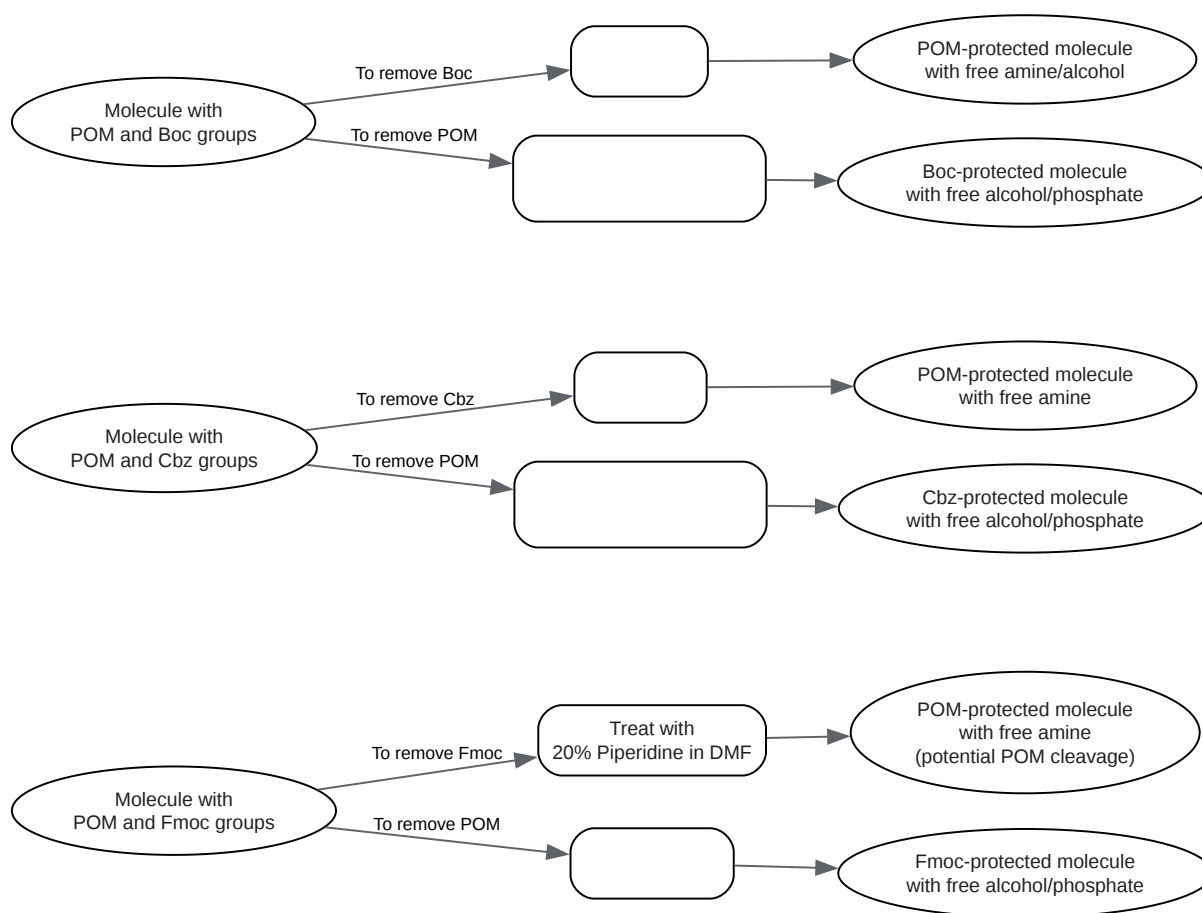 To remove Boc
POM-protected molecule
with free amine/alcohol
Molecule with
POM and Boc groups
To remove POM
Boc-protected molecule
with free alcohol/phosphate
To remove Cbz
POM-protected molecule
with free amine
Molecule with
POM and Cbz groups
To remove POM
Cbz-protected molecule
with free alcohol/phosphate
To remove Fmoc
Treat with
20% Piperidine in DMF
POM-protected molecule
with free amine
(potential POM cleavage)
Molecule with
POM and Fmoc groups
To remove POM
Fmoc-protected molecule
with free alcohol/phosphate